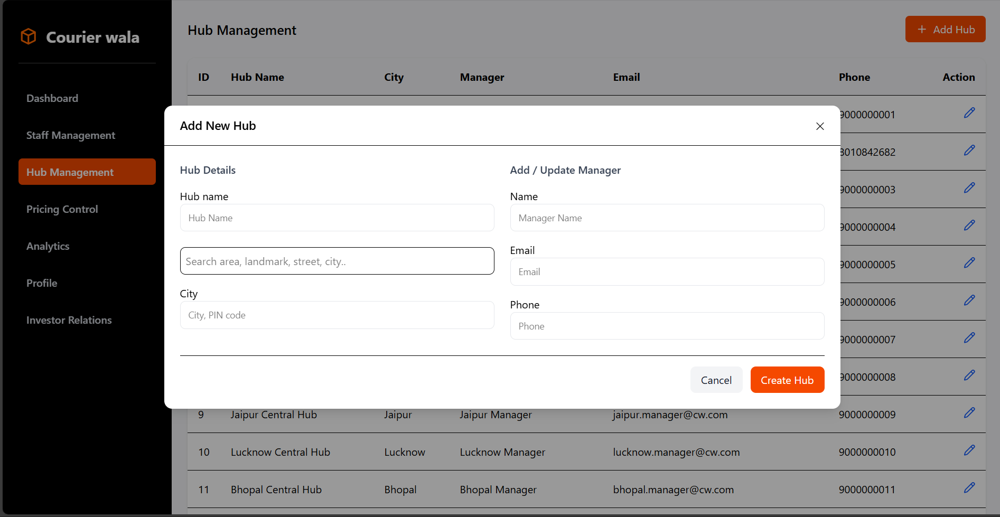 Courier wala
Dashboard
Staff Management
Hub Management
Pricing Control
Analytics
Profile
Investor Relations
Hub Management
+ Add Hub
ID Hub Name City Manager Email Phone Action
9000000001
8010842682
9000000003
9000000004
9000000005
9000000006
9000000007
9000000008
Add New Hub
Hub Details
Hub name
Hub Name
Search area, landmark, street, city..
City
City, PIN code
Add / Update Manager
Name
Manager Name
Email
Email
Phone
Phone
Cancel
Create Hub
9 Jaipur Central Hub Jaipur Jaipur Manager jaipur.manager@cw.com 9000000009
10 Lucknow Central Hub Lucknow Lucknow Manager lucknow.manager@cw.com 9000000010
11 Bhopal Central Hub Bhopal Bhopal Manager bhopal.manager@cw.com 9000000011